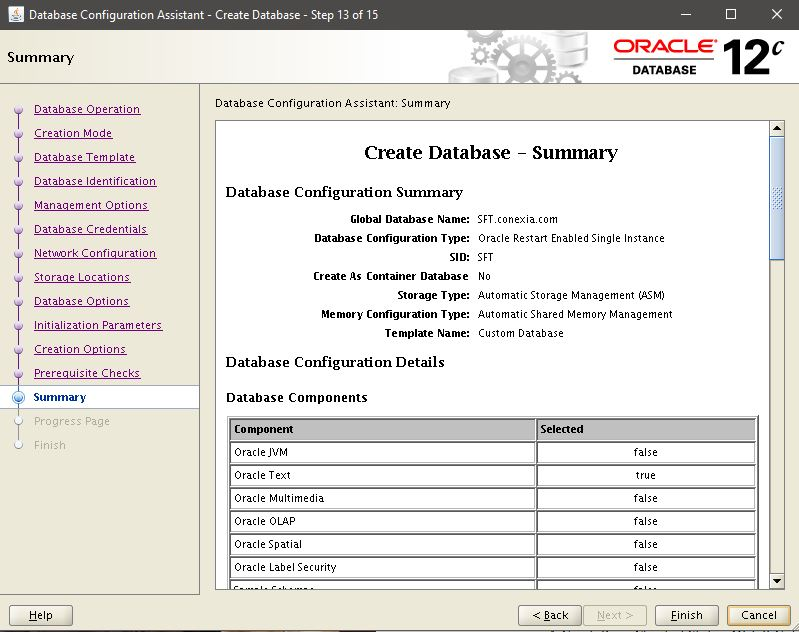 Database Configuration Assistant - Create Database - Step 13 of 15
Summary
ORACLE
DATABASE
12c
Database Operation
Creation Mode
Database Template
Database Identification
Management Options
Database Credentials
Network Configuration
Storage Locations
Database Options
Initialization Parameters
Creation Options
Prerequisite Checks
Summary
Progress Page
Finish
Database Configuration Assistant: Summary
Create Database - Summary
Database Configuration Summary
Global Database Name: SFT.conexia.com
Database Configuration Type: Oracle Restart Enabled Single Instance
SID: SFT
Create As Container Database No
Storage Type: Automatic Storage Management (ASM)
Memory Configuration Type: Automatic Shared Memory Management
Template Name: Custom Database
Database Configuration Details
Database Components
Component Selected
Oracle JVM false
Oracle Text true
Oracle Multimedia false
Oracle OLAP false
Oracle Spatial false
Oracle Label Security false
Help
< Back
Next >
Finish
Cancel